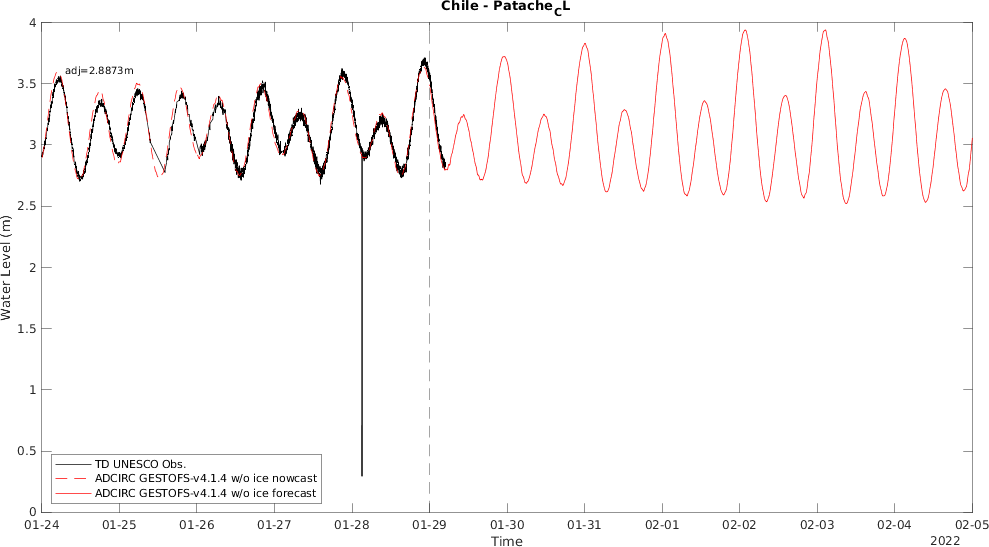 Chile - Patache_CL
adj=2.8873m
4
3.5
3
2.5
2
1.5
1
0.5
0
Water Level (m)
TD UNESCO Obs.
ADCIRC GESTOFS-v4.1.4 w/o ice nowcast
ADCIRC GESTOFS-v4.1.4 w/o ice forecast
01-24 01-25 01-26 01-27 01-28 01-29 01-30 01-31 02-01 02-02 02-03 02-04 02-05
Time
2022